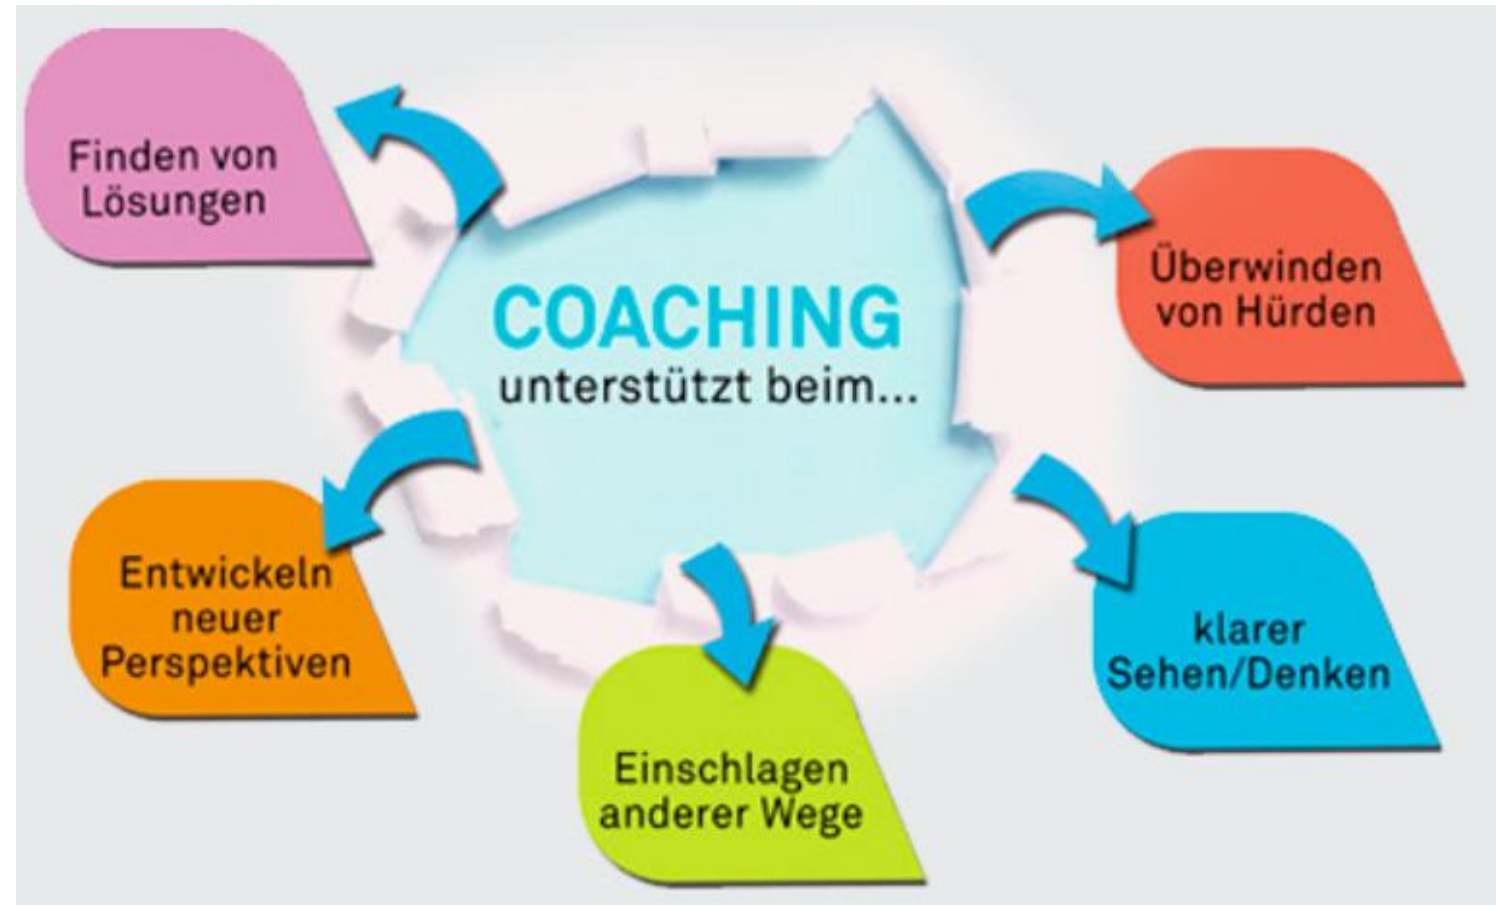 COACHING
unterstützt beim...
Finden von
Lösungen
Überwinden
von Hürden
klarer
Sehen/Denken
Einschlagen
anderer Wege
Entwickeln
neuer
Perspektiven